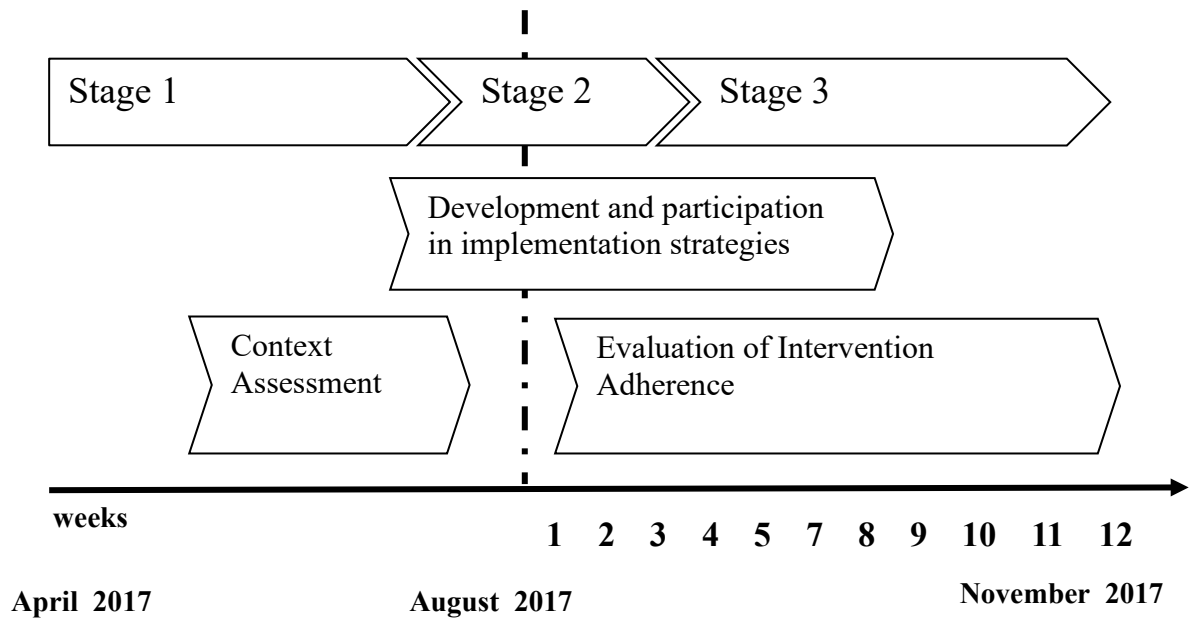 Stage 1
Stage 2
Stage 3
Development and participation
in implementation strategies
Context
Assessment
Evaluation of Intervention
Adherence
weeks
1 2 3 4 5 7 8 9 10 11 12
April 2017
August 2017
November 2017